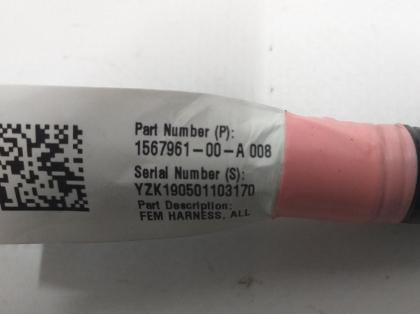 Part Number (P):
1567961-00-A 008
Serial Number (S):
YZK190501103170
Part Description:
FEM HARNESS, ALL